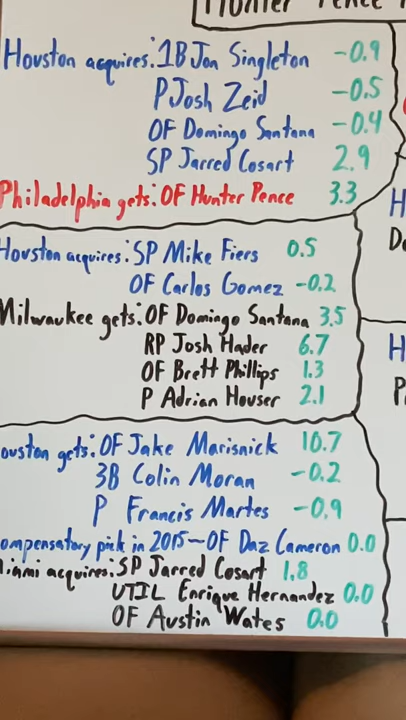 Hunter Pence
Houston acquires: 1B Jon Singleton -0.9
P Josh Zeid -0.5
OF Domingo Santana -0.4
SP Jarred Cosart 2.9
Philadelphia gets: OF Hunter Pence 3.3
Houston acquires: SP Mike Fiers 0.5
OF Carlos Gomez -0.2
Milwaukee gets: OF Domingo Santana 3.5
RP Josh Hader 6.7
OF Brett Phillips 1.3
P Adrian Houser 2.1
ouston gets: OF Jake Marisnick 10.7
3B Colin Moran -0.2
P Francis Martes -0.9
ompensatory pick in 2015-OF Daz Cameron 0.0
iami acquires: SP Jarred Cosart 1.8
UTIL Enrique Hernandez 0.0
OF Austin Wates 0.0
H
D
H
P